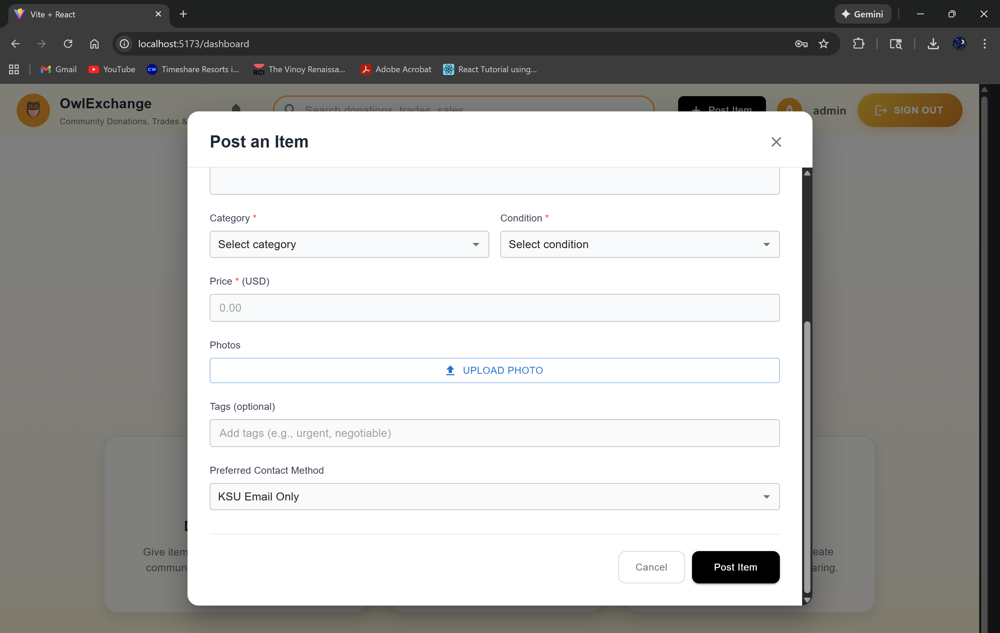 Vite + React
Gemini
localhost:5173/dashboard
Gmail
YouTube
CW
Timeshare Resorts i...
RCI
The Vinoy Renaissa...
Adobe Acrobat
React Tutorial using...
OwlExchange
Community Donations, Trades &
Search donations, trades, sales
Post Item
A
admin
SIGN OUT
Post an Item
Category *
Condition *
Select category
Select condition
Price * (USD)
0.00
Photos
UPLOAD PHOTO
Tags (optional)
Add tags (e.g., urgent, negotiable)
Preferred Contact Method
KSU Email Only
Give item
commun
eate
aring.
Cancel
Post Item